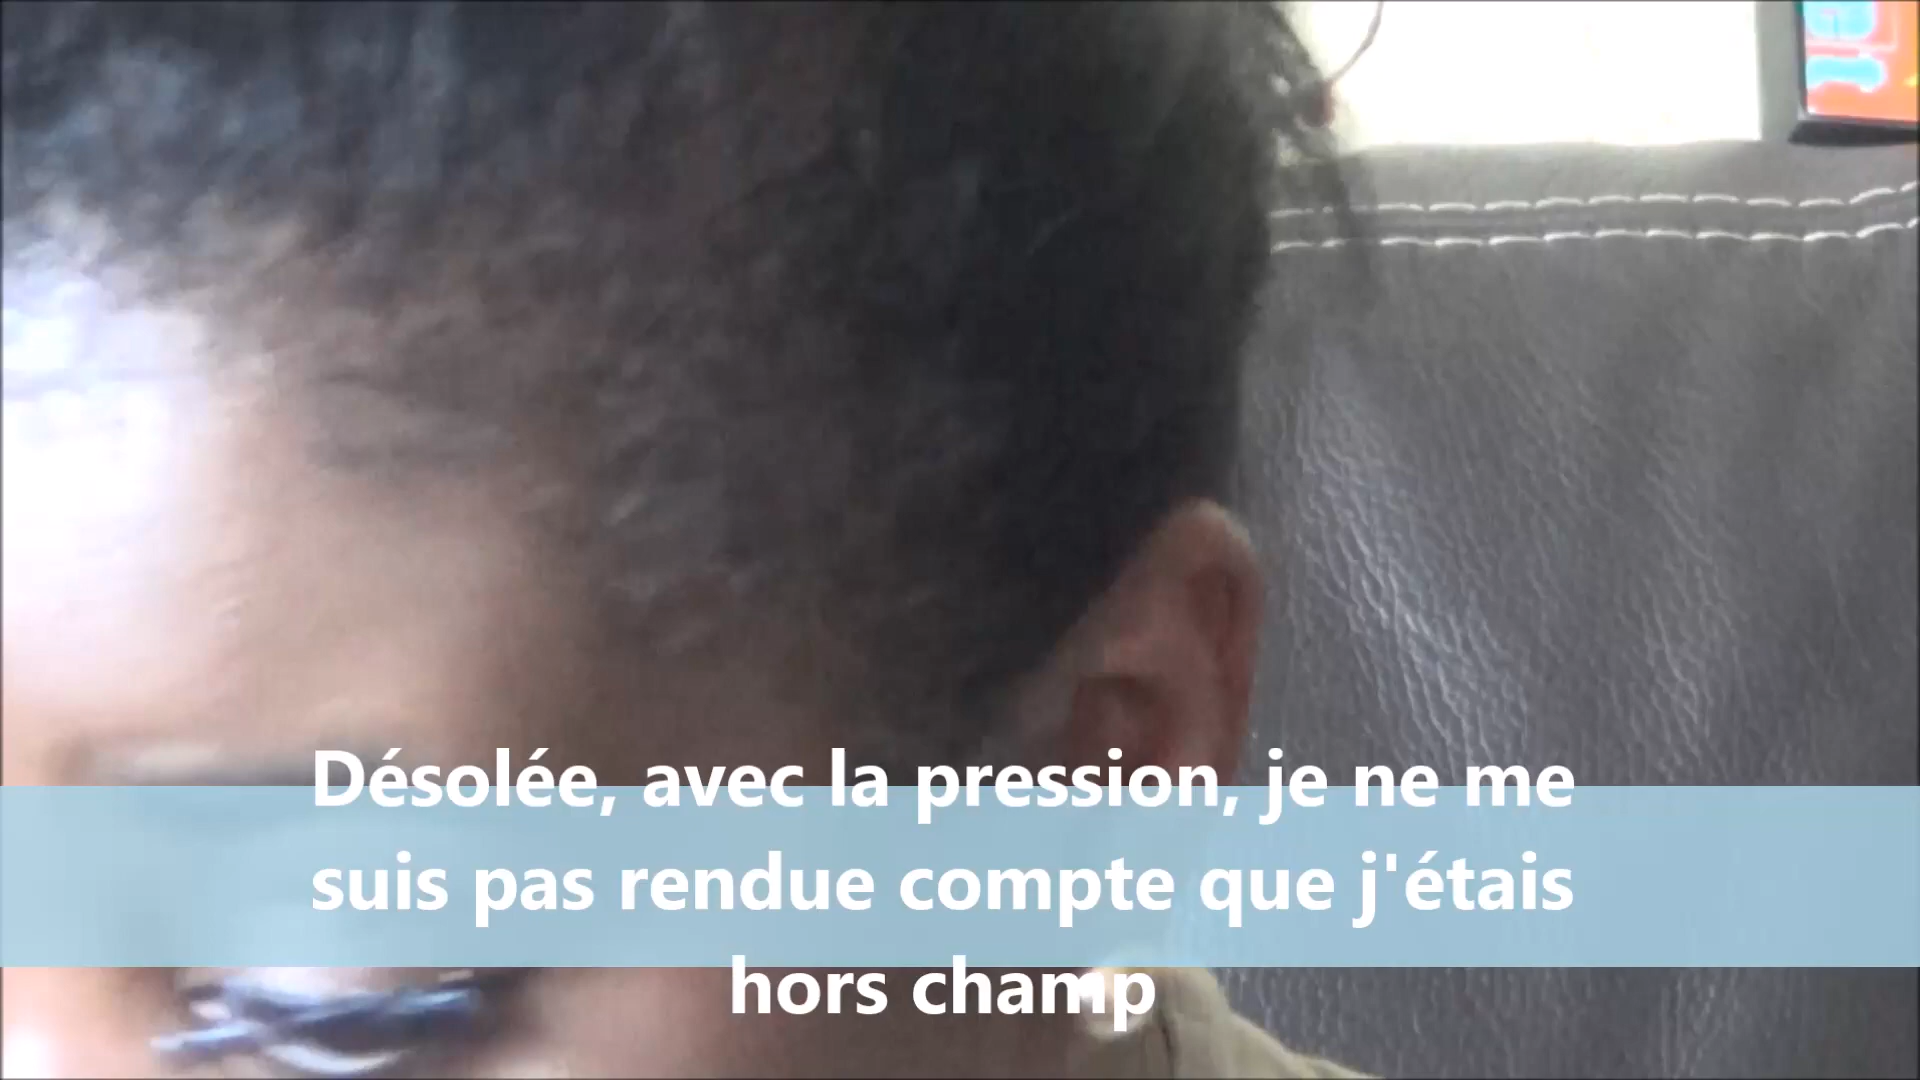 Désolée, avec la pression, je ne me
suis pas rendue compte que j'étais
hors champ